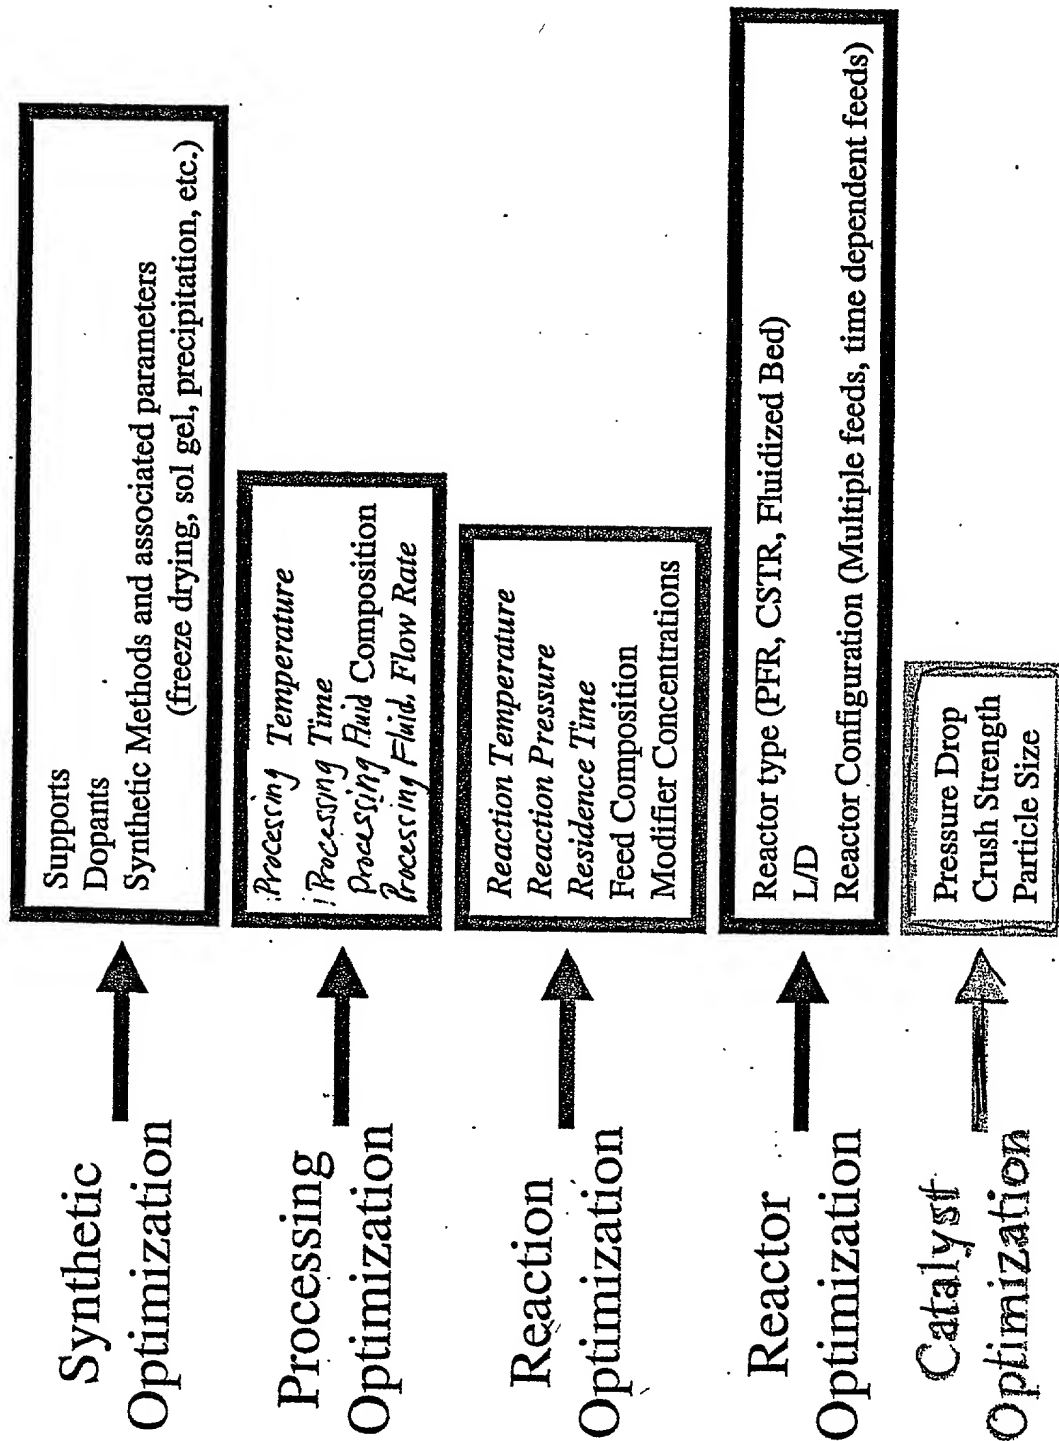 Synthetic
Optimization
Supports
Dopants
Synthetic Methods and associated parameters
(freeze drying, sol gel, precipitation, etc.)
Processing
Optimization
Processing Temperature
Processing Time
Processing Fluid Composition
Processing Fluid Flow Rate
Reaction
Optimization
Reaction Temperature
Reaction Pressure
Residence Time
Feed Composition
Modifier Concentrations
Reactor
Optimization
Reactor type (PFR, CSTR, Fluidized Bed)
L/D
Reactor Configuration (Multiple feeds, time dependent feeds)
Catalyst
Optimization
Pressure Drop
Crush Strength
Particle Size